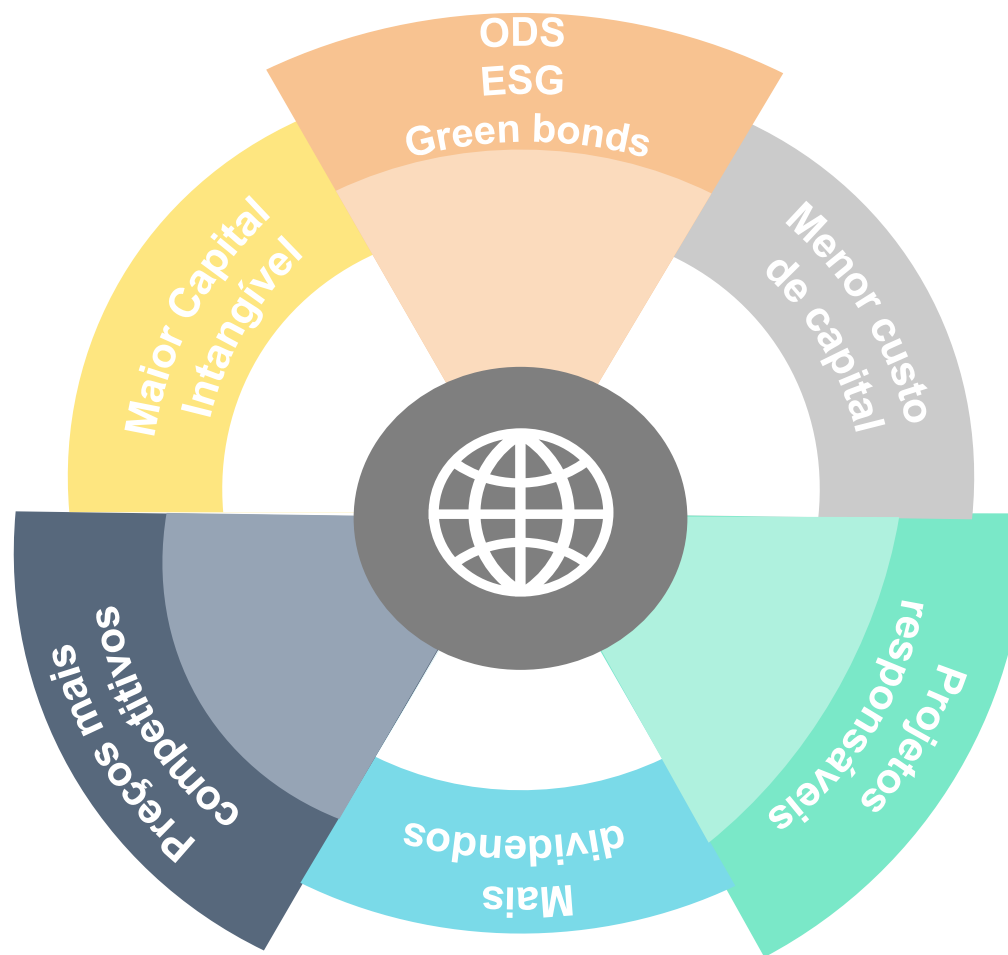 ODS
ESG
Green bonds
Menor custo
de capital
Projetos
responsáveis
Mais
dividendos
Preços mais
competitivos
Maior Capital
Intangível